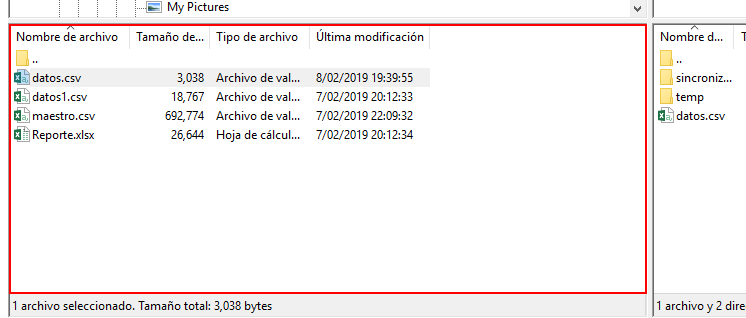 My Pictures
Nombre de archivo Tamaño de... Tipo de archivo Última modificación
..
datos.csv 3,038 Archivo de val... 8/02/2019 19:39:55
datos1.csv 18,767 Archivo de val... 7/02/2019 20:12:33
maestro.csv 692,774 Archivo de val... 7/02/2019 22:09:32
Reporte.xlsx 26,644 Hoja de cálcul... 7/02/2019 20:12:34
1 archivo seleccionado. Tamaño total: 3,038 bytes
Nombre d... T
..
sincroniz...
temp
datos.csv
1 archivo y 2 dire